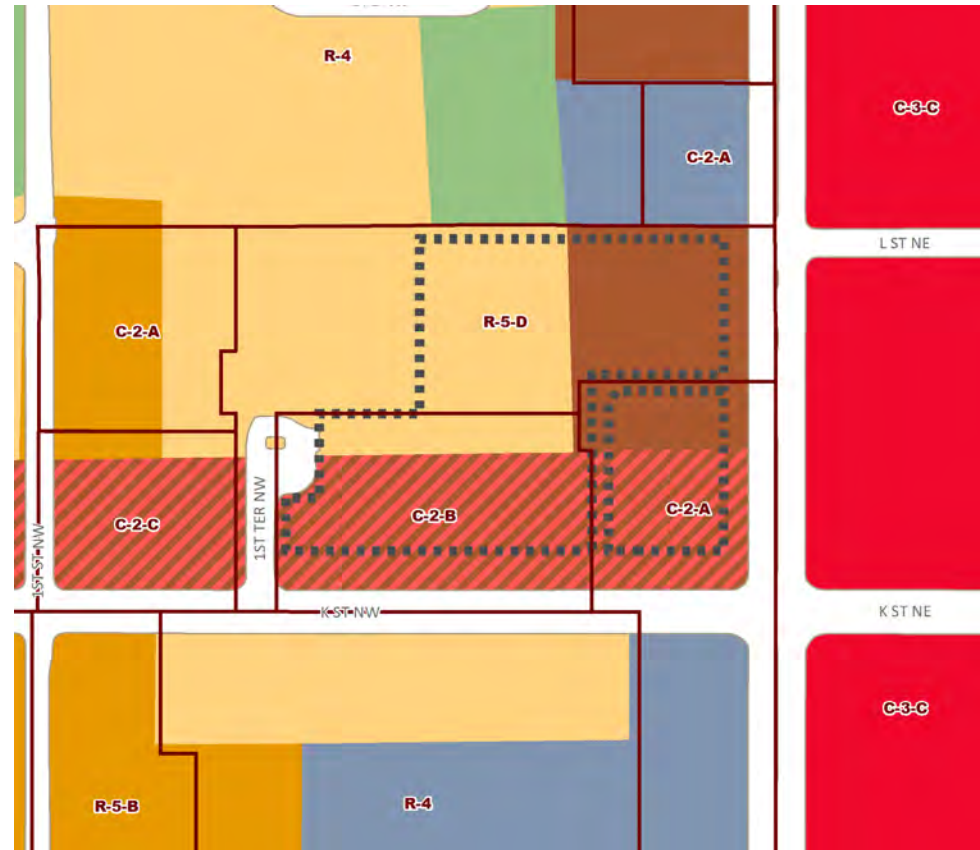 R-4
C-3-C
C-2-A
L ST NE
R-5-D
C-2-A
C-2-A
C-2-B
C-2-C
1ST TER NW
1ST ST NW
K ST NW
K ST NE
C-3-C
R-5-B
R-4